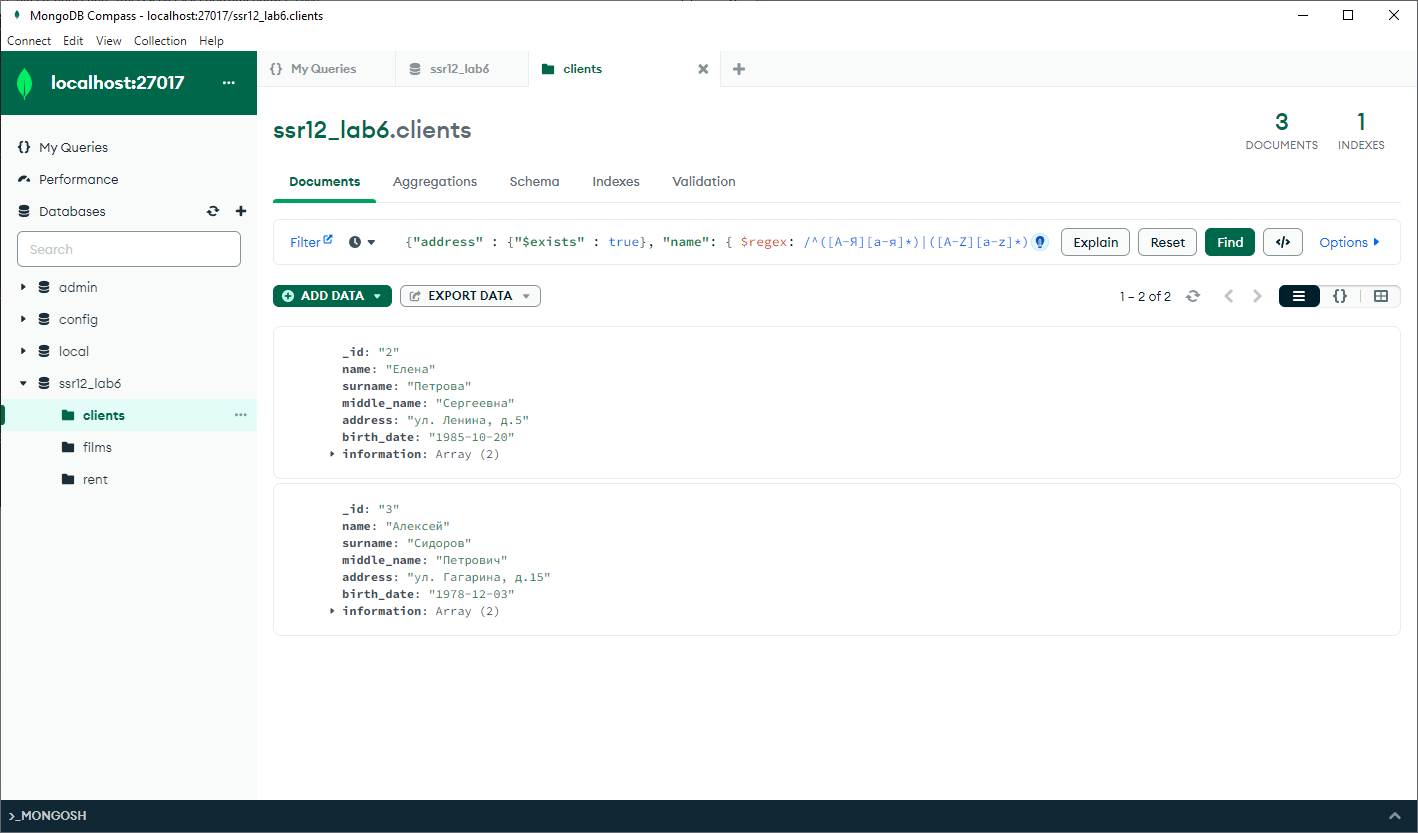 MongoDB Compass - localhost:27017/ssr12_lab6.clients
Connect Edit View Collection Help
localhost:27017 ...
{} My Queries
ssr12_lab6
clients
{} My Queries
Performance
Databases
Search
admin
config
local
ssr12_lab6
clients ...
films
rent
ssr12_lab6.clients
3
DOCUMENTS
1
INDEXES
Documents Aggregations Schema Indexes Validation
Filter {"address" : {"$exists" : true}, "name": { $regex: /^([А-Я][а-я]*)|([A-Z][a-z]*) Explain Reset Find </> Options
ADD DATA EXPORT DATA 1 – 2 of 2 {}
_id: "2"
name: "Елена"
surname: "Петрова"
middle_name: "Сергеевна"
address: "ул. Ленина, д.5"
birth_date: "1985-10-20"
information: Array (2)
_id: "3"
name: "Алексей"
surname: "Сидоров"
middle_name: "Петрович"
address: "ул. Гагарина, д.15"
birth_date: "1978-12-03"
information: Array (2)
>_MONGOSH